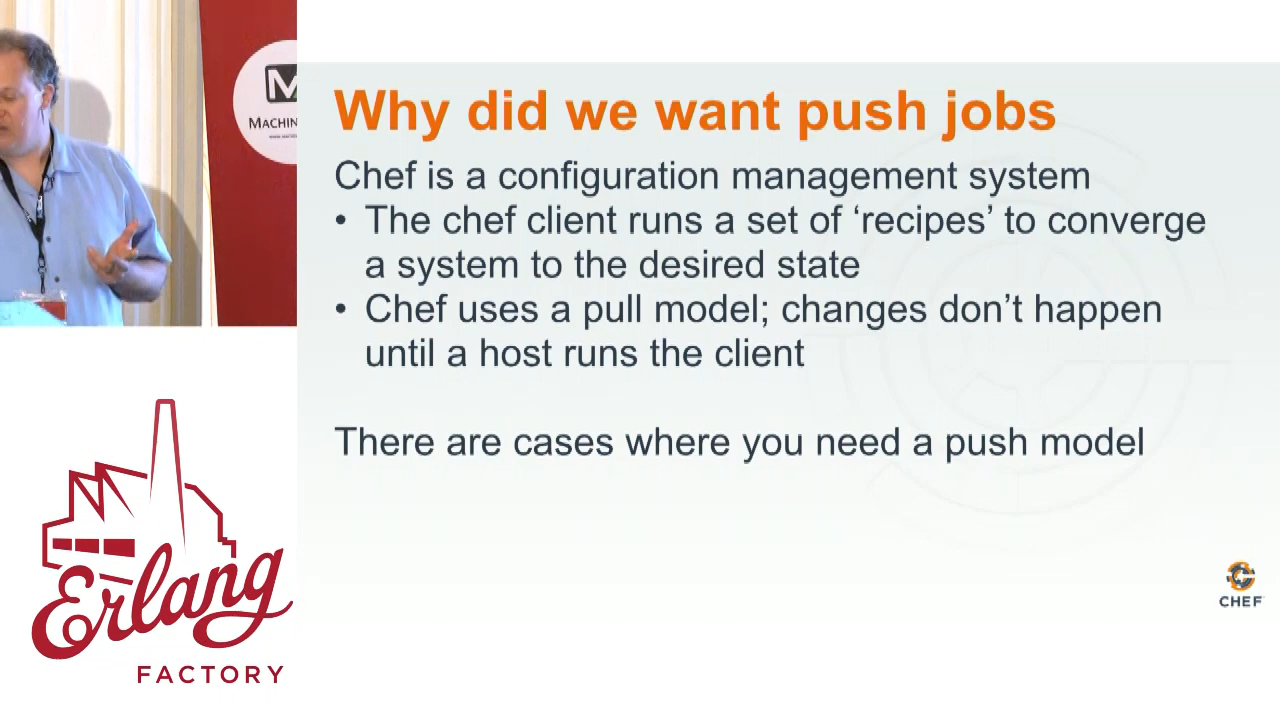 M
MACHIN
Why did we want push jobs
Chef is a configuration management system
• The chef client runs a set of ‘recipes’ to converge
a system to the desired state
• Chef uses a pull model; changes don’t happen
until a host runs the client
There are cases where you need a push model
CHEF
Erlang
FACTORY